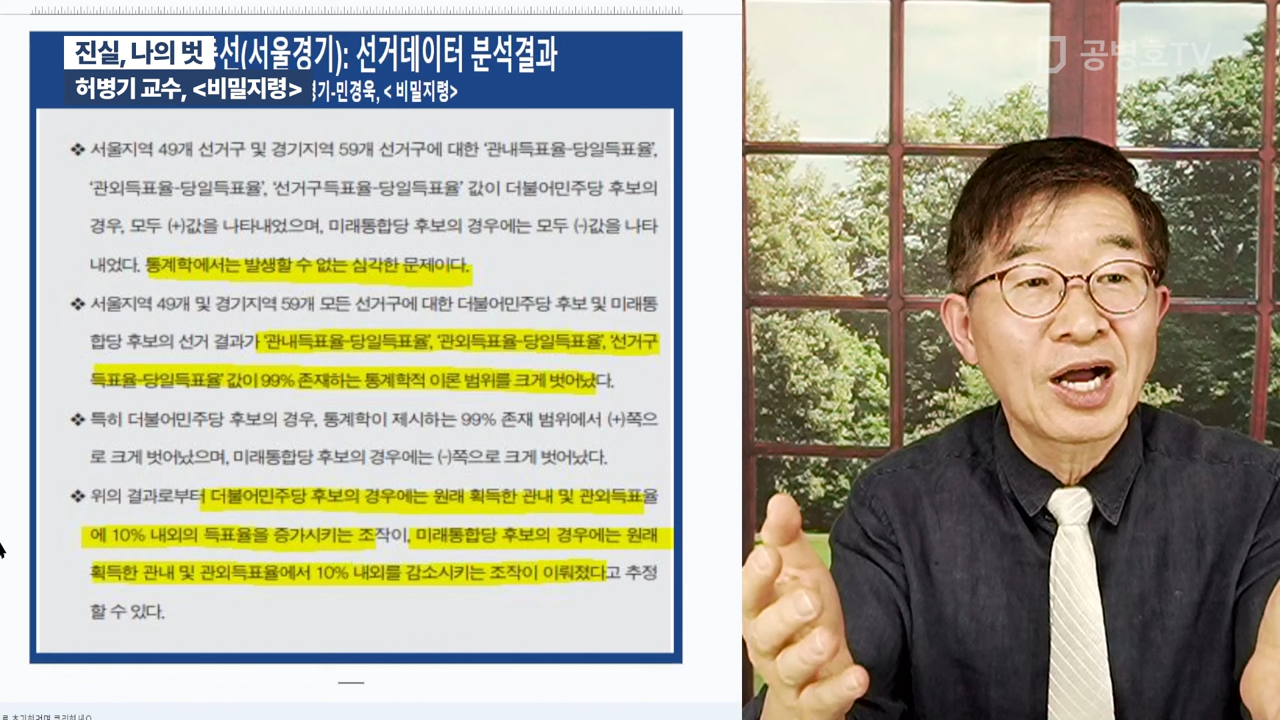 진실, 나의 벗
총선(서울경기): 선거데이터 분석결과
허병기 교수, <비밀지령>
기-민경욱, < 비밀지령>
공병호TV
❖ 서울지역 49개 선거구 및 경기지역 59개 선거구에 대한 ‘관내득표율-당일득표율’,
‘관외득표율-당일득표율’, ‘선거구득표율-당일득표율’ 값이 더불어민주당 후보의
경우, 모두 (+)값을 나타내었으며, 미래통합당 후보의 경우에는 모두 (-)값을 나타
내었다. 통계학에서는 발생할 수 없는 심각한 문제이다.
❖ 서울지역 49개 및 경기지역 59개 모든 선거구에 대한 더불어민주당 후보 및 미래통
합당 후보의 선거 결과가 ‘관내득표율-당일득표율’, ‘관외득표율-당일득표율’, ‘선거구
득표율-당일득표율’ 값이 99% 존재하는 통계학적 이론 범위를 크게 벗어났다.
❖ 특히 더불어민주당 후보의 경우, 통계학이 제시하는 99% 존재 범위에서 (+)쪽으
로 크게 벗어났으며, 미래통합당 후보의 경우에는 (-)쪽으로 크게 벗어났다.
❖ 위의 결과로부터 더불어민주당 후보의 경우에는 원래 획득한 관내 및 관외득표율
에 10% 내외의 득표율을 증가시키는 조작이, 미래통합당 후보의 경우에는 원래
획득한 관내 및 관외득표율에서 10% 내외를 감소시키는 조작이 이뤄졌다고 추정
할 수 있다.